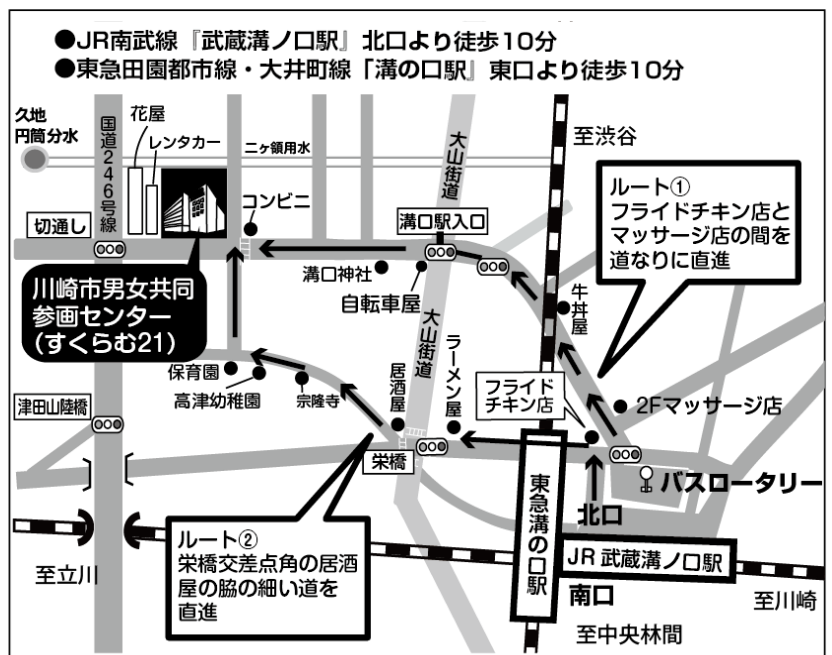 ●JR南武線『武蔵溝ノ口駅』北口より徒歩10分
●東急田園都市線・大井町線「溝の口駅』東口より徒歩10分
久地
円筒分水
国道246号線
花屋
レンタカー
二ヶ領用水
大山街道
至渋谷
ルート①
フライドチキン店と
マッサージ店の間を
道なりに直進
切通し
コンビニ
溝口駅入口
溝口神社
自転車屋
川崎市男女共同
参画センター
(すくらむ21)
牛丼屋
大山街道
ラーメン屋
居酒屋
保育園
高津幼稚園
宗隆寺
フライド
チキン店
2Fマッサージ店
津田山陸橋
栄橋
バスロータリー
北口
東急溝の口駅
JR 武蔵溝ノ口駅
南口
ルート②
栄橋交差点角の居酒
屋の脇の細い道を
直進
至立川
至川崎
至中央林間